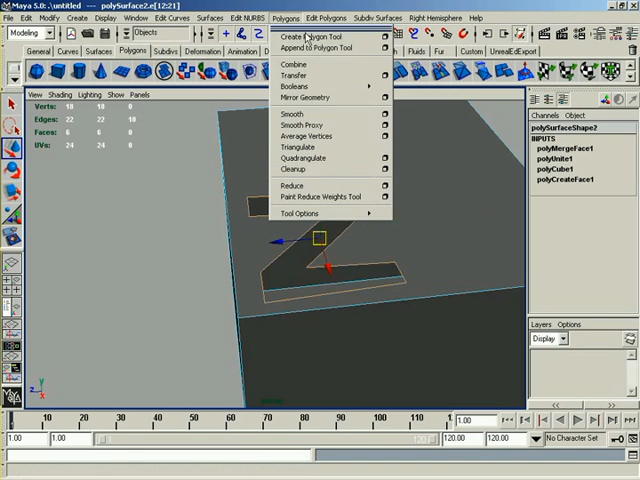 Maya 5.0: .\untitled --- polySurface2.e[12:21]
File Edit Modify Create Display Window Edit Curves Surfaces Edit NURBS Polygons Edit Polygons Subdiv Surfaces Right Hemisphere Help
Modeling Objects
General Curves Surfaces Polygons Subdivs Deformation Animation Fluids Fur Custom UnrealEdExport
View Shading Lighting Show Panels
Verts: 18 18 0
Edges: 22 22 10
Faces: 6 6 0
UVs: 24 24 0
Create Polygon Tool
Append to Polygon Tool
Combine
Transfer
Booleans
Mirror Geometry
Smooth
Smooth Proxy
Average Vertices
Triangulate
Quadrangulate
Cleanup
Reduce
Paint Reduce Weights Tool
Tool Options
Channels Object
polySurfaceShape2
INPUTS
polyMergeFace1
polyUnite1
polyCube1
polyCreateFace1
Layers Options
Display
10 20 30 40 50 60 70 80 90 100 110 120
1.00
1.00 1.00 120.00 120.00 No Character Set